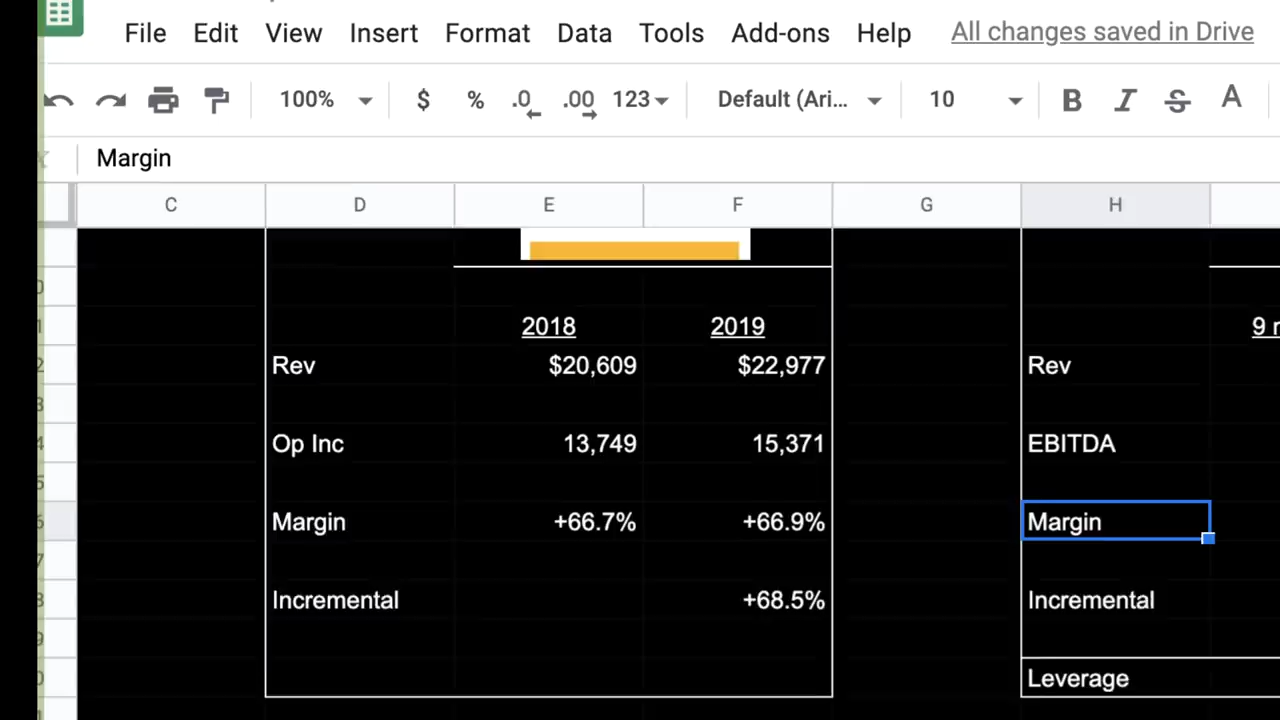 File Edit View Insert Format Data Tools Add-ons Help All changes saved in Drive
100% $ % .0 .00 123 Default (Ari... 10 B I S A
Margin
C D E F G H
2018 2019 9
Rev $20,609 $22,977 Rev
Op Inc 13,749 15,371 EBITDA
Margin +66.7% +66.9% Margin
Incremental +68.5% Incremental
Leverage